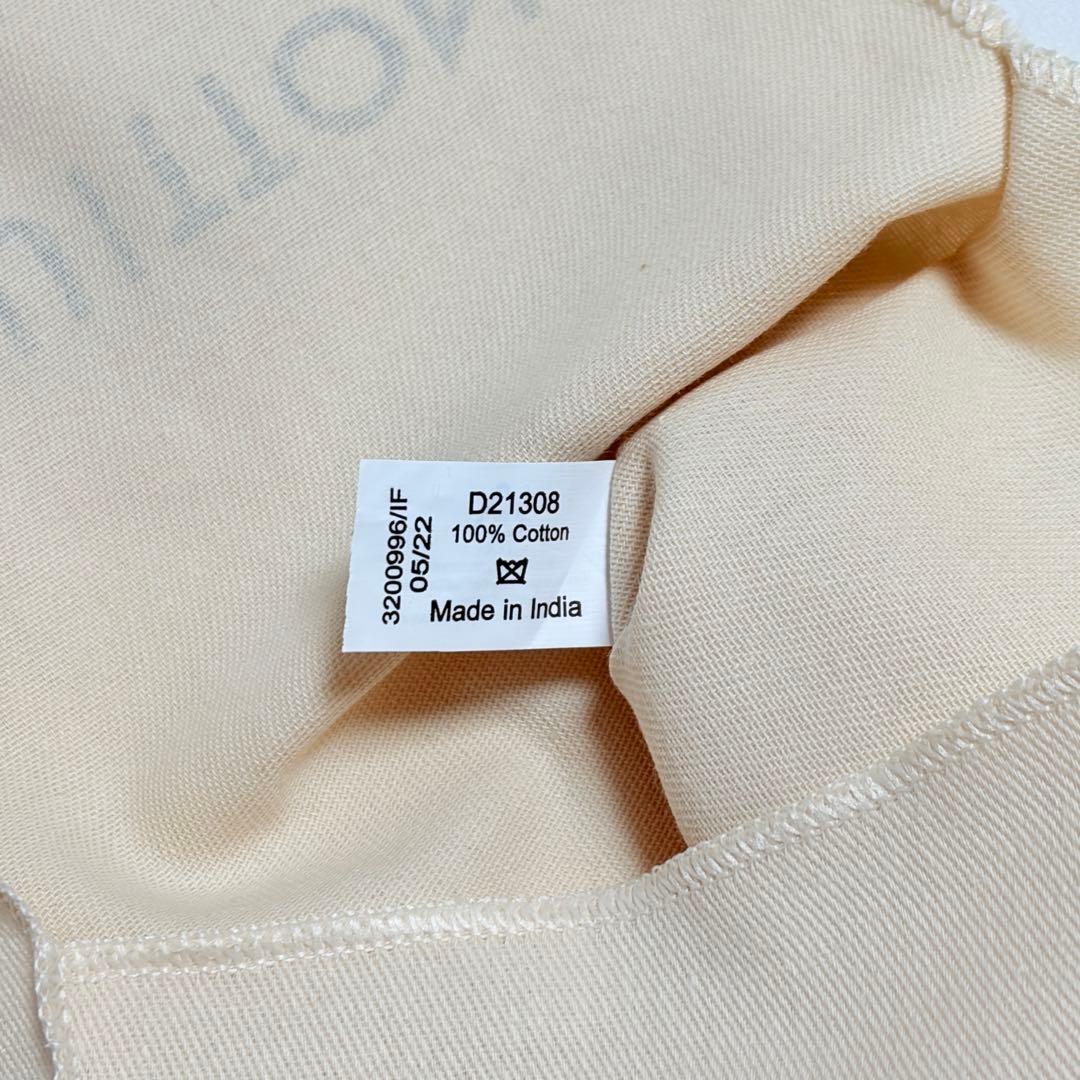 D21308
100% Cotton
Made in India
3200996/IF
05/22